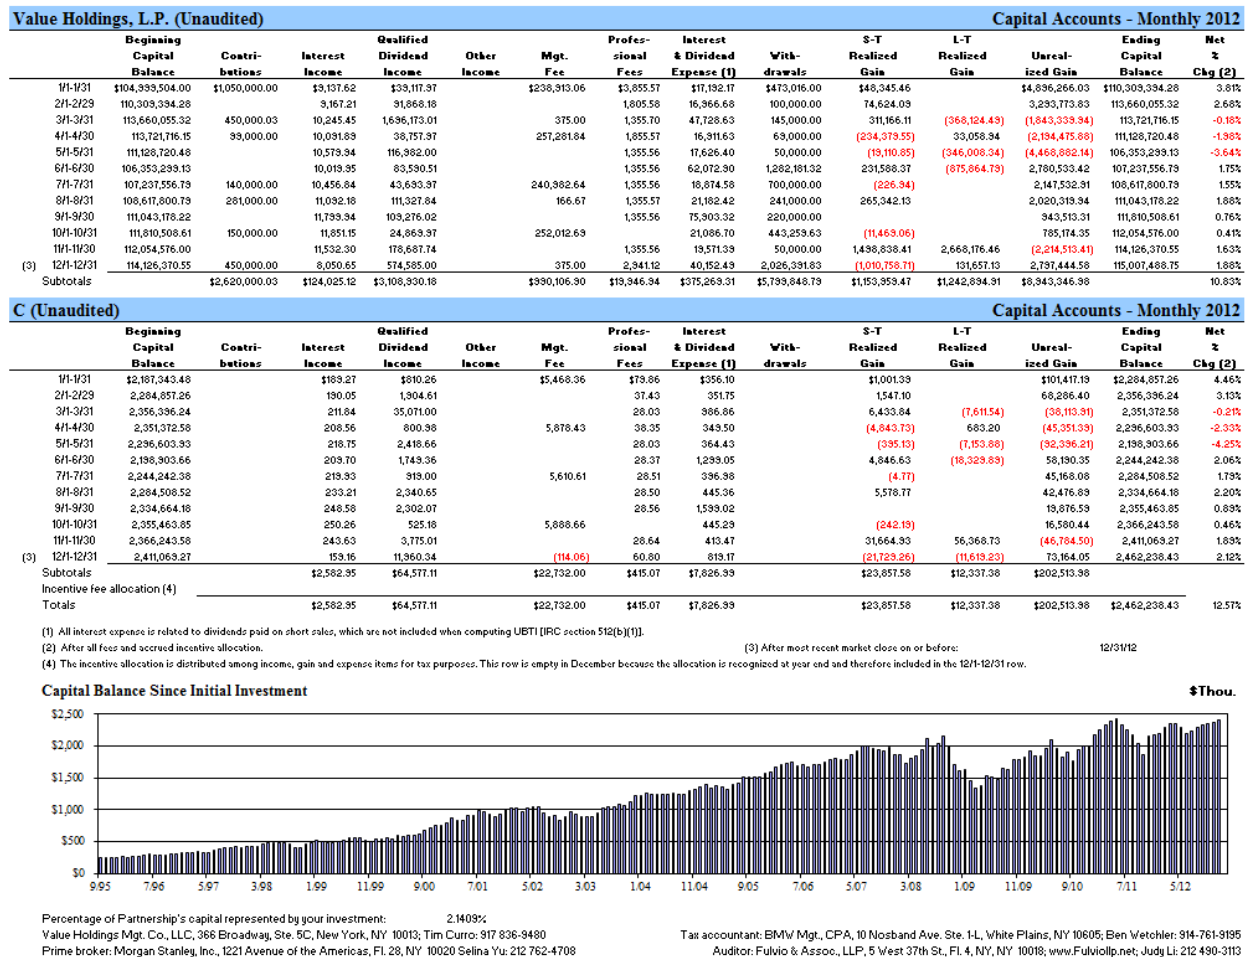 Value Holdings, L.P. (Unaudited) Capital Accounts - Monthly 2012
Beginning Qualified Profes- Interest S-T L-T Ending Net
Capital Contri- Interest Dividend Other Mgt. sional & Dividend With- Realized Realized Unreal- Capital %
Balance butions Income Income Income Fee Fees Expense (1) drawals Gain Gain ized Gain Balance Chg (2)
1/1-1/31 $104,999,504.00 $1,050,000.00 $9,137.62 $39,117.97 $238,913.06 $3,855.57 $17,192.17 $473,016.00 $48,345.46 $4,896,266.03 $110,309,394.28 3.81%
2/1-2/29 110,309,394.28 9,167.21 91,868.18 1,805.58 16,966.68 100,000.00 74,624.09 3,293,773.83 113,660,055.32 2.68%
3/1-3/31 113,660,055.32 450,000.03 10,245.45 1,696,173.01 375.00 1,355.70 47,728.63 145,000.00 311,166.11 (368,124.49) (1,843,339.94) 113,721,716.15 -0.18%
4/1-4/30 113,721,716.15 99,000.00 10,091.89 38,757.97 257,281.84 1,855.57 16,911.63 69,000.00 (234,379.55) 33,058.94 (2,194,475.88) 111,128,720.48 -1.98%
5/1-5/31 111,128,720.48 10,579.94 116,982.00 1,355.56 17,626.40 50,000.00 (19,110.85) (346,008.34) (4,468,882.14) 106,353,299.13 -3.64%
6/1-6/30 106,353,299.13 10,019.95 83,590.51 1,355.56 62,072.90 1,282,181.32 231,588.37 (875,864.79) 2,780,533.42 107,237,556.79 1.75%
7/1-7/31 107,237,556.79 140,000.00 10,456.84 43,693.97 240,982.64 1,355.56 18,874.58 700,000.00 (226.94) 2,147,532.91 108,617,800.79 1.55%
8/1-8/31 108,617,800.79 281,000.00 11,092.18 111,327.84 166.67 1,355.57 21,182.42 241,000.00 265,342.13 2,020,319.94 111,043,178.22 1.88%
9/1-9/30 111,043,178.22 11,799.94 109,276.02 1,355.56 75,903.32 220,000.00 943,513.31 111,810,508.61 0.76%
10/1-10/31 111,810,508.61 150,000.00 11,851.15 24,869.97 252,012.69 21,086.70 443,259.63 (11,469.06) 785,174.35 112,054,576.00 0.41%
11/1-11/30 112,054,576.00 11,532.30 178,687.74 1,355.56 19,571.39 50,000.00 1,498,838.41 2,668,176.46 (2,214,513.41) 114,126,370.55 1.63%
(3) 12/1-12/31 114,126,370.55 450,000.00 8,050.65 574,585.00 375.00 2,941.12 40,152.49 2,026,391.83 (1,010,758.71) 131,657.13 2,797,444.58 115,007,488.75 1.88%
Subtotals $2,620,000.03 $124,025.12 $3,108,930.18 $990,106.90 $19,946.94 $375,269.31 $5,799,848.79 $1,153,959.47 $1,242,894.91 $8,943,346.98 10.83%
C (Unaudited) Capital Accounts - Monthly 2012
Beginning Qualified Profes- Interest S-T L-T Ending Net
Capital Contri- Interest Dividend Other Mgt. sional & Dividend With- Realized Realized Unreal- Capital %
Balance butions Income Income Income Fee Fees Expense (1) drawals Gain Gain ized Gain Balance Chg (2)
1/1-1/31 $2,187,343.48 $189.27 $810.26 $5,468.36 $79.86 $356.10 $1,001.39 $101,417.19 $2,284,857.26 4.46%
2/1-2/29 2,284,857.26 190.05 1,904.61 37.43 351.75 1,547.10 68,286.40 2,356,396.24 3.13%
3/1-3/31 2,356,396.24 211.84 35,071.00 28.03 986.86 6,433.84 (7,611.54) (38,113.91) 2,351,372.58 -0.21%
4/1-4/30 2,351,372.58 208.56 800.98 5,878.43 38.35 349.50 (4,843.73) 683.20 (45,351.39) 2,296,603.93 -2.33%
5/1-5/31 2,296,603.93 218.75 2,418.66 28.03 364.43 (395.13) (7,153.88) (92,396.21) 2,198,903.66 -4.25%
6/1-6/30 2,198,903.66 209.70 1,749.36 28.37 1,299.05 4,846.63 (18,329.89) 58,190.35 2,244,242.38 2.06%
7/1-7/31 2,244,242.38 219.93 919.00 5,610.61 28.51 396.98 (4.77) 45,168.08 2,284,508.52 1.79%
8/1-8/31 2,284,508.52 233.21 2,340.65 28.50 445.36 5,578.77 42,476.89 2,334,664.18 2.20%
9/1-9/30 2,334,664.18 248.58 2,302.07 28.56 1,599.02 19,876.59 2,355,463.85 0.89%
10/1-10/31 2,355,463.85 250.26 525.18 5,888.66 445.29 (242.19) 16,580.44 2,366,243.58 0.46%
11/1-11/30 2,366,243.58 243.63 3,775.01 28.64 413.47 31,664.93 56,368.73 (46,784.50) 2,411,069.27 1.89%
(3) 12/1-12/31 2,411,069.27 159.16 11,960.34 (114.06) 60.80 819.17 (21,729.26) (11,619.23) 73,164.05 2,462,238.43 2.12%
Subtotals $2,582.95 $64,577.11 $22,732.00 $415.07 $7,826.99 $23,857.58 $12,337.38 $202,513.98
Incentive fee allocation (4)
Totals $2,582.95 $64,577.11 $22,732.00 $415.07 $7,826.99 $23,857.58 $12,337.38 $202,513.98 $2,462,238.43 12.57%
(1) All interest expense is related to dividends paid on short sales, which are not included when computing UBTI [IRC section 512(b)(1)].
(2) After all fees and accrued incentive allocation. (3) After most recent market close on or before: 12/31/12
(4) The incentive allocation is distributed among income, gain and expense items for tax purposes. This row is empty in December because the allocation is recognized at year end and therefore included in the 12/1-12/31 row.
Capital Balance Since Initial Investment $Thou.
$2,500
$2,000
$1,500
$1,000
$500
$0
9/95 7/96 5/97 3/98 1/99 11/99 9/00 7/01 5/02 3/03 1/04 11/04 9/05 7/06 5/07 3/08 1/09 11/09 9/10 7/11 5/12
Percentage of Partnership's capital represented by your investment: 2.1409%
Value Holdings Mgt. Co., LLC, 366 Broadway, Ste. 5C, New York, NY 10013; Tim Curro: 917 836-9480 Tax accountant: BMW Mgt., CPA, 10 Nosband Ave. Ste. 1-L, White Plains, NY 10605; Ben Wetchler: 914-761-9195
Prime broker: Morgan Stanley, Inc., 1221 Avenue of the Americas, Fl. 28, NY 10020 Selina Yu: 212 762-4708 Auditor: Fulvio & Assoc., LLP, 5 West 37th St., Fl. 4, NY, NY 10018; www.Fulviollp.net; Judy Li: 212 490-3113